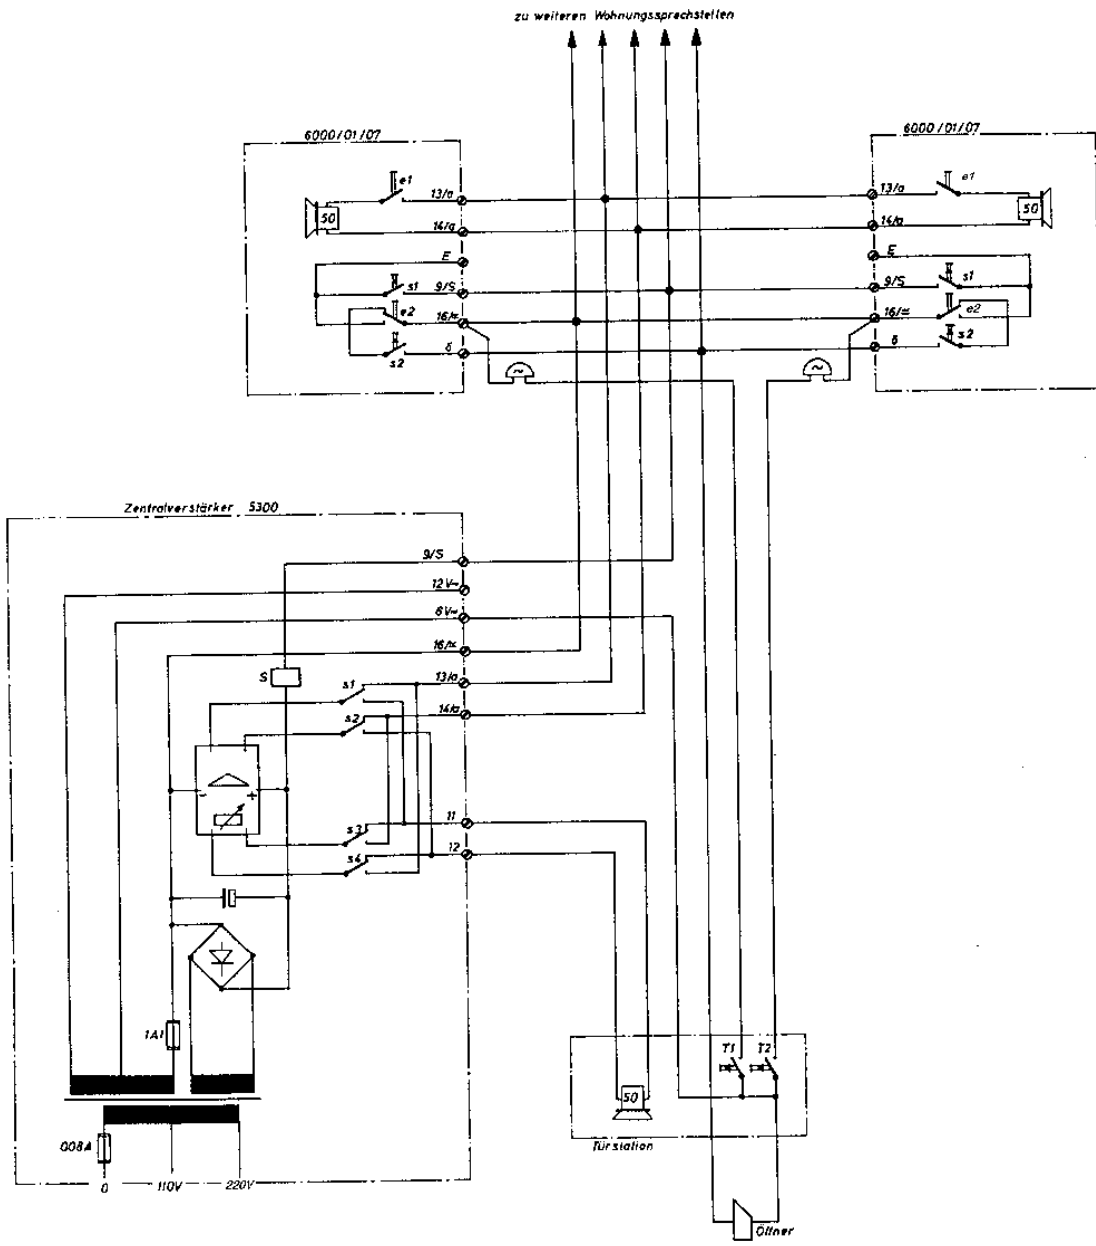 zu weiteren Wohnungssprechstellen
6000/01/07
6000/01/07
e1
13/a
13/a
e1
50
50
14/a
14/a
E
E
s1
9/S
9/S
s1
e2
16/≂
16/≂
e2
s2
6
6
s2
~
~
Zentralverstärker 5300
9/S
12V~
6V~
16/≂
S
s1
13/a
14/a
s2
-
+
s3
11
s4
12
1A1
T1
T2
50
Türstation
0,08A
0
110V
220V
Öffner